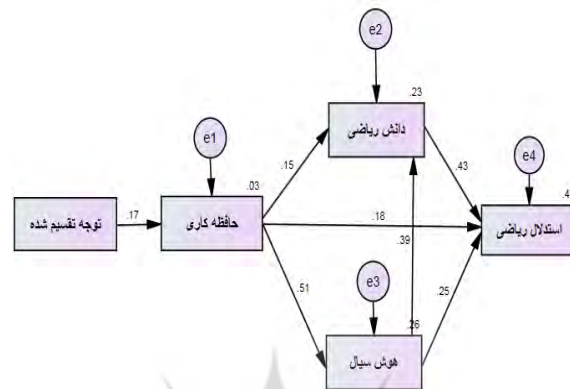 e2
.23
دانش ریاضی
e1
.15
.43
e4
.03
.4
توجه تقسیم شده
.17
حافظه کاری
.18
استدلال ریاضی
.39
.51
e3
.25
.26
هوش سیال